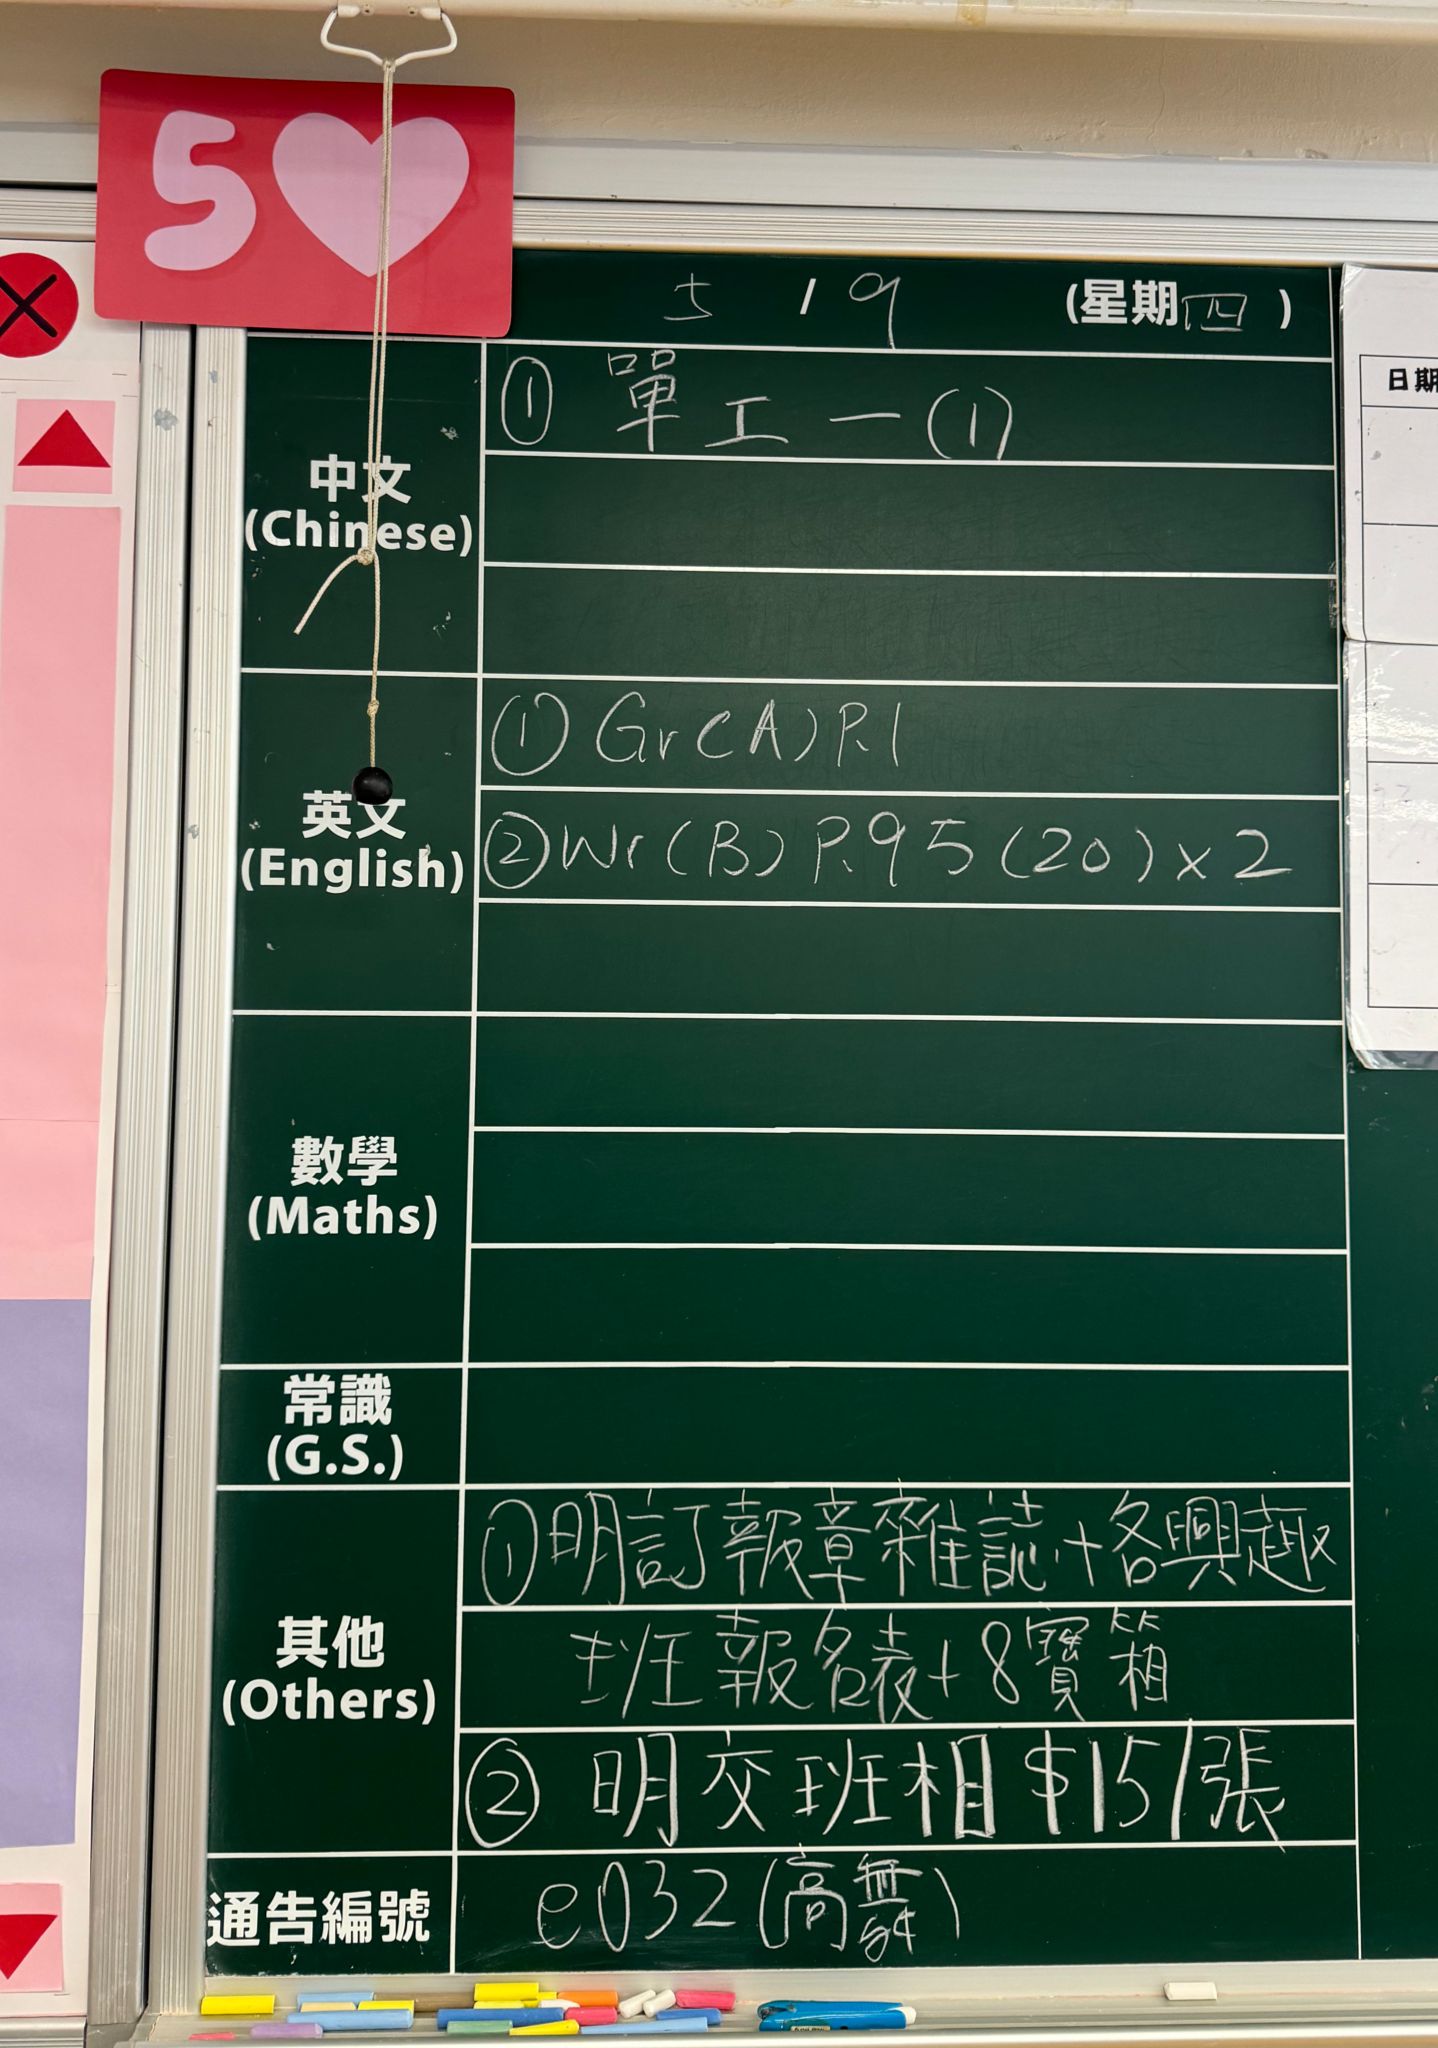 5
5 / 9 (星期四)
日期
中文
(Chinese)
① 單工一(1)
英文
(English)
① Gr(A)P.1
② Wr(B) P.95(20)x2
數學
(Maths)
常識
(G.S.)
其他
(Others)
①明訂報章雜誌+各興趣
班報名表+8寶箱
② 明交班相$15/張
通告編號
e032(高舞)